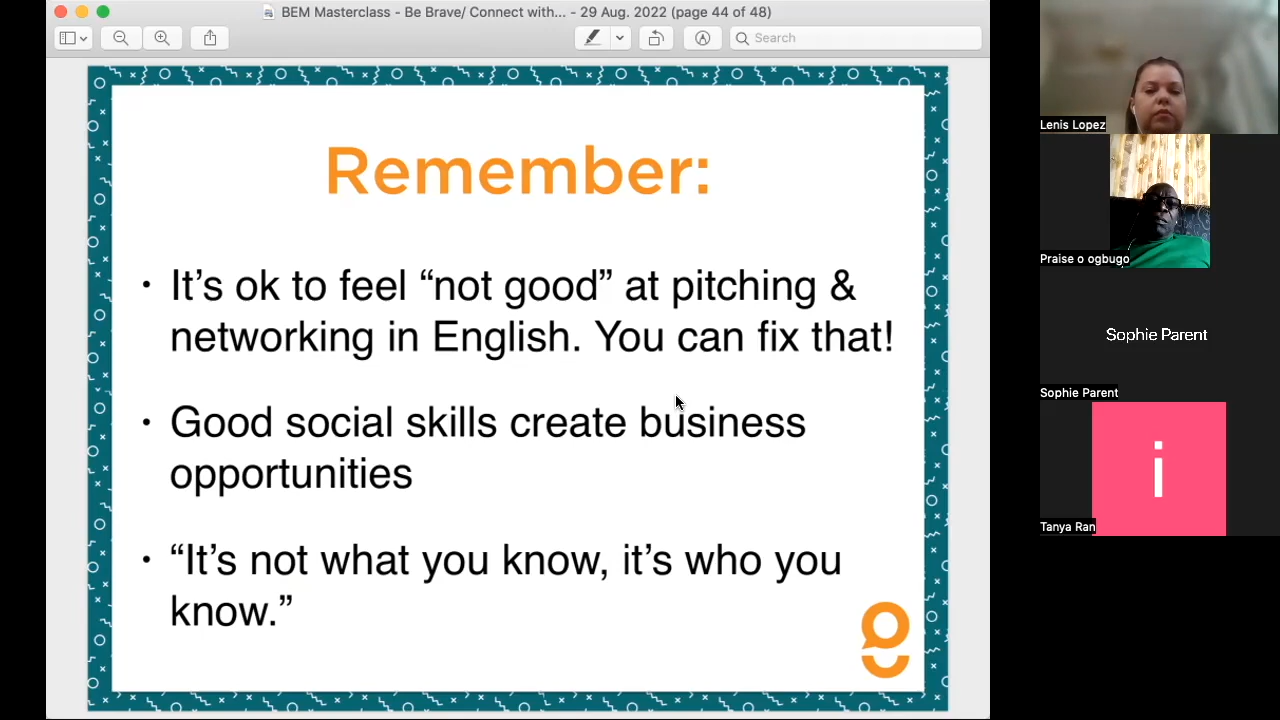 BEM Masterclass - Be Brave/ Connect with... - 29 Aug. 2022 (page 44 of 48)
Search
Remember:
• It’s ok to feel “not good” at pitching &
networking in English. You can fix that!
• Good social skills create business
opportunities
• “It’s not what you know, it’s who you
know.”
Lenis Lopez
Praise o ogbugo
Sophie Parent
Sophie Parent
i
Tanya Ran